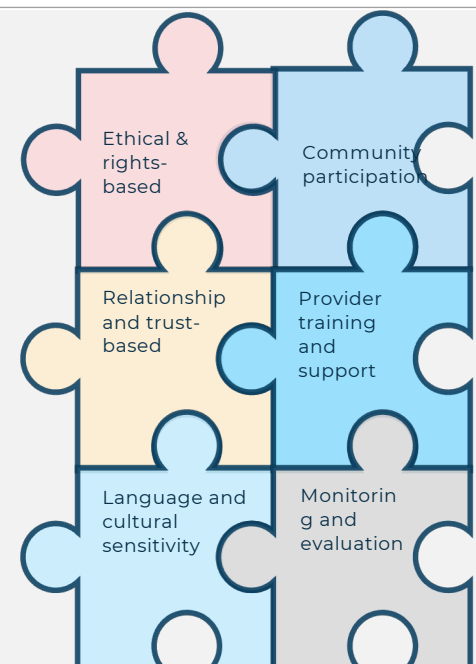 Ethical &
rights-
based
Community
participation
Relationship
and trust-
based
Provider
training
and
support
Language and
cultural
sensitivity
Monitorin
g and
evaluation